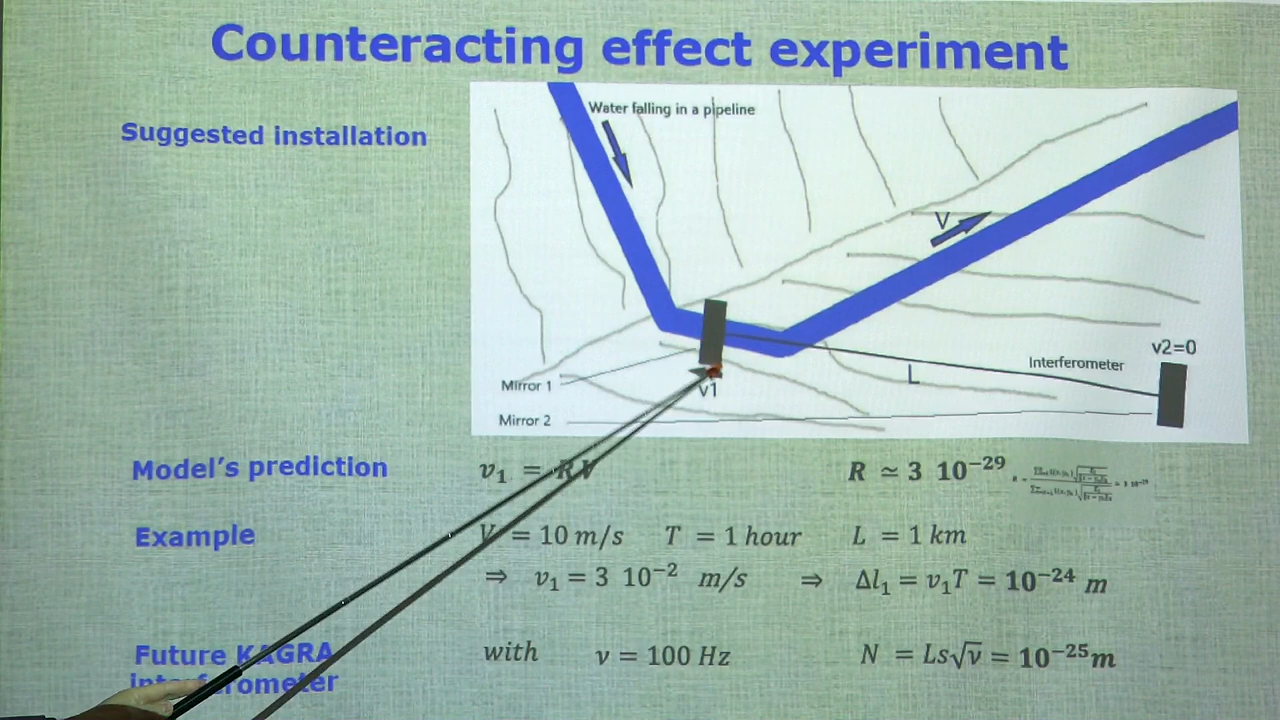 Counteracting effect experiment
Suggested installation
Water falling in a pipeline
V
v2=0
Interferometer
L
Mirror 1
v1
Mirror 2
Model's prediction v₁ = RV R ≃ 3 10⁻²⁹
Example V = 10 m/s T = 1 hour L = 1 km
⇒ v₁ = 3 10⁻² m/s ⇒ Δl₁ = v₁T = 10⁻²⁴ m
Future KAGRA with ν = 100 Hz N = Ls√ν = 10⁻²⁵m
interferometer